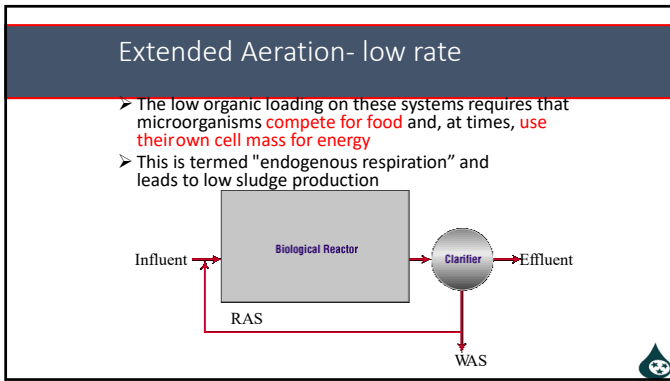 Extended Aeration- low rate
➢ The low organic loading on these systems requires that
microorganisms compete for food and, at times, use
theirown cell mass for energy
➢ This is termed "endogenous respiration” and
leads to low sludge production
Biological Reactor
Influent
Clarifier
Effluent
RAS
WAS